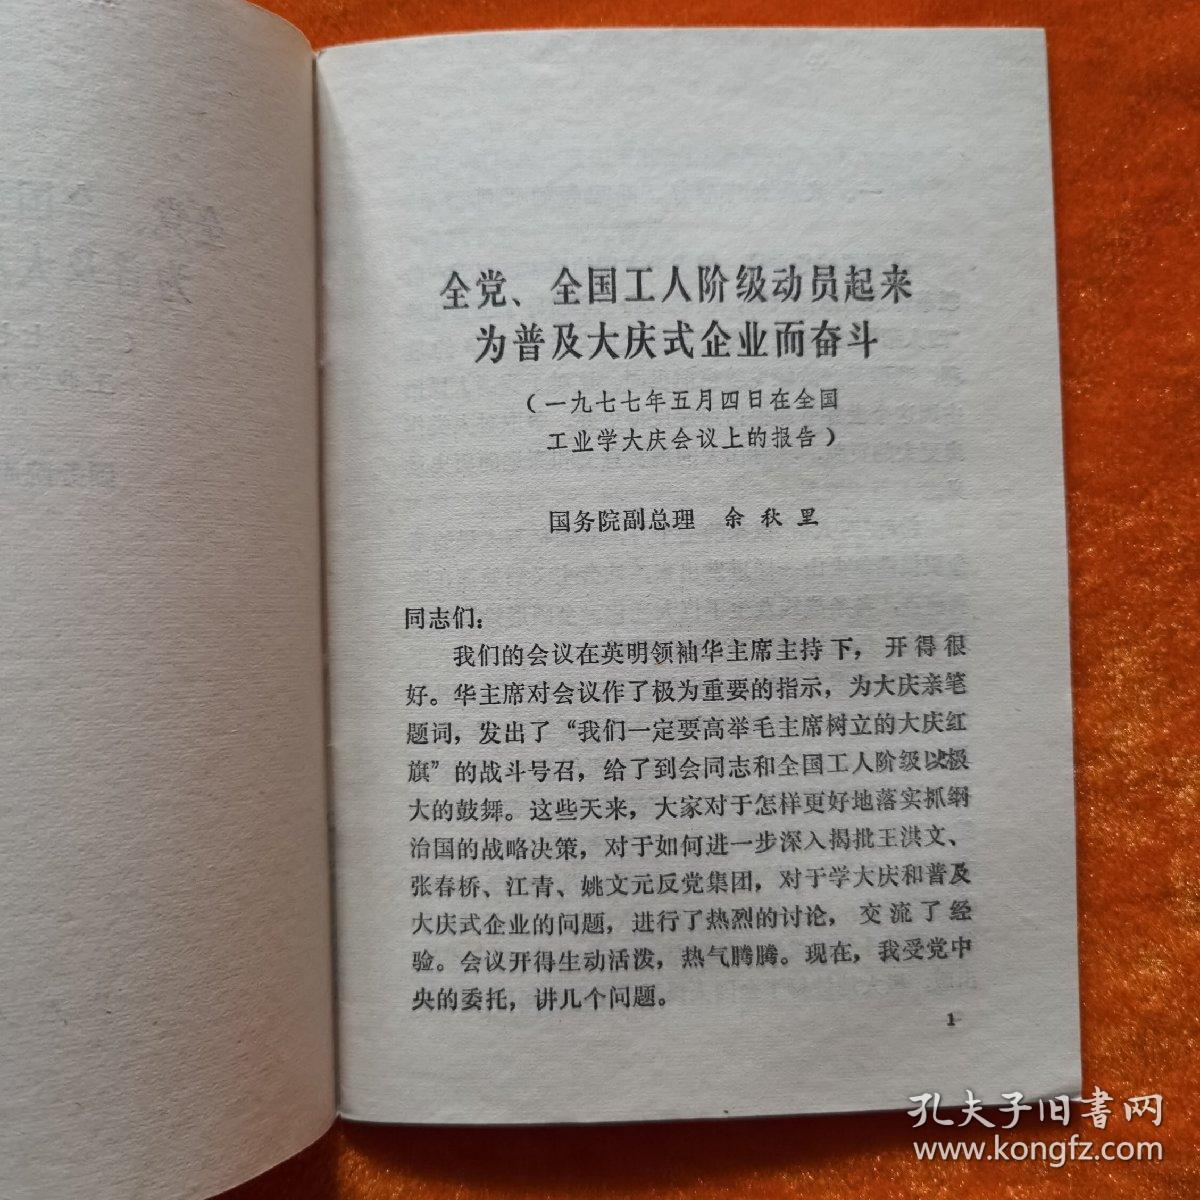 全党、全国工人阶级动员起来
为普及大庆式企业而奋斗
（一九七七年五月四日在全国
工业学大庆会议上的报告）
国务院副总理 余秋里
同志们：
我们的会议在英明领袖华主席主持下，开得很
好。华主席对会议作了极为重要的指示，为大庆亲笔
题词，发出了“我们一定要高举毛主席树立的大庆红
旗”的战斗号召，给了到会同志和全国工人阶级以极
大的鼓舞。这些天来，大家对于怎样更好地落实抓纲
治国的战略决策，对于如何进一步深入揭批王洪文、
张春桥、江青、姚文元反党集团，对于学大庆和普及
大庆式企业的问题，进行了热烈的讨论，交流了经
验。会议开得生动活泼，热气腾腾。现在，我受党中
央的委托，讲几个问题。
1
孔夫子旧書网
www.kongfz.com